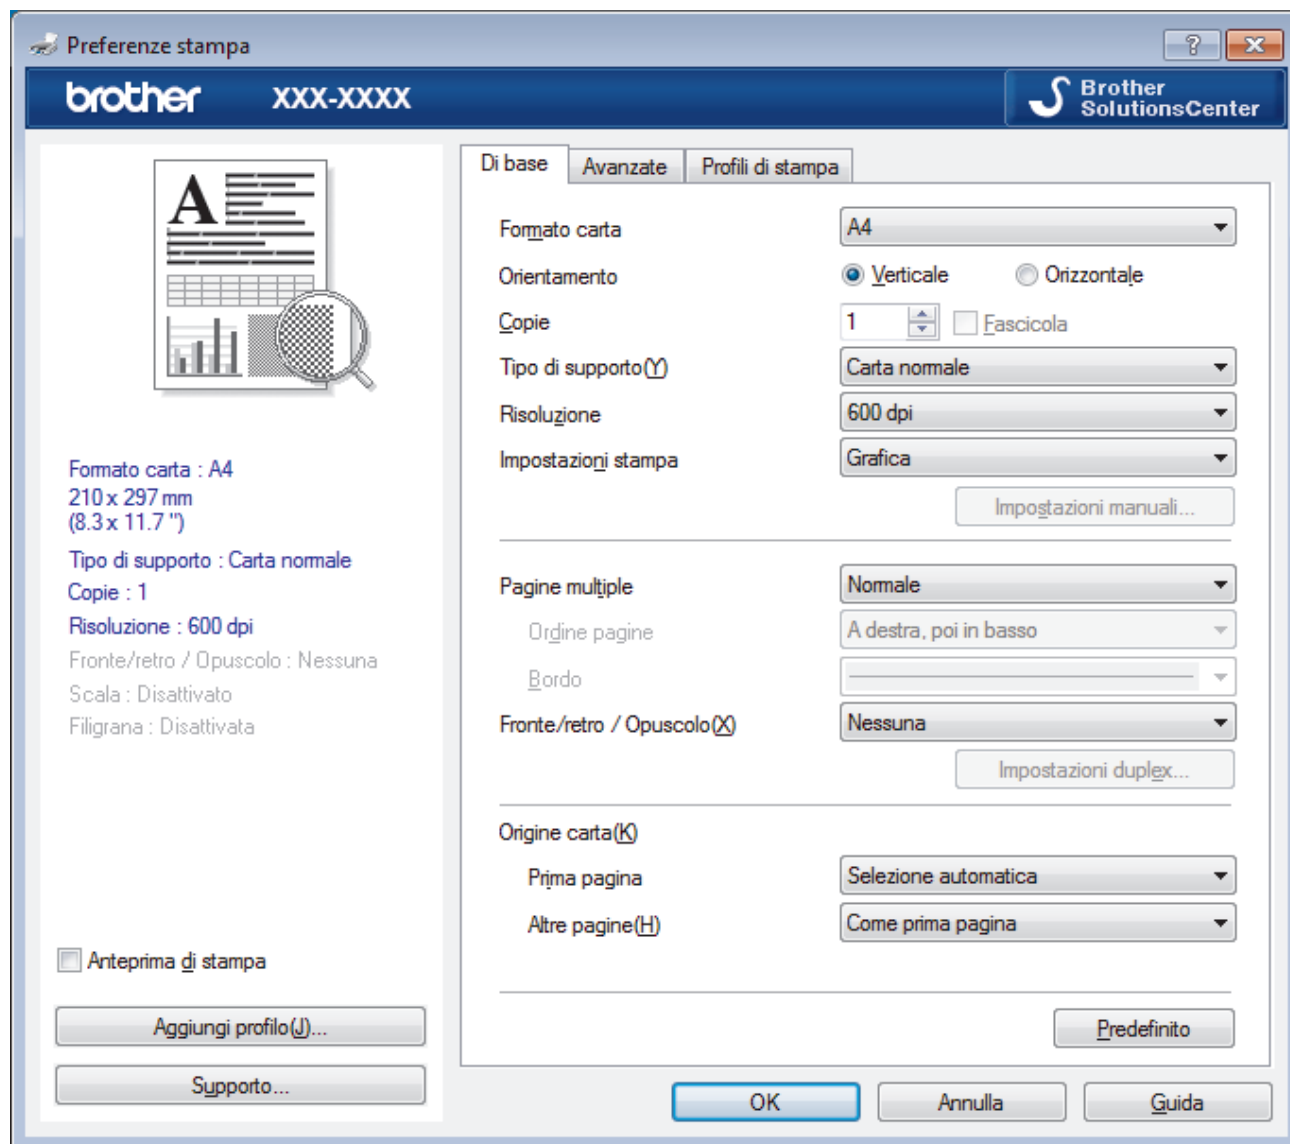 Preferenze stampa
?
brother XXX-XXXX
Brother
SolutionsCenter
A
Formato carta : A4
210 x 297 mm
(8.3 x 11.7 ")
Tipo di supporto : Carta normale
Copie : 1
Risoluzione : 600 dpi
Fronte/retro / Opuscolo : Nessuna
Scala : Disattivato
Filigrana : Disattivata
Anteprima di stampa
Aggiungi profilo(J)...
Supporto...
Di base Avanzate Profili di stampa
Formato carta A4
Orientamento Verticale Orizzontale
Copie 1 Fascicola
Tipo di supporto(Y) Carta normale
Risoluzione 600 dpi
Impostazioni stampa Grafica
Impostazioni manuali...
Pagine multiple Normale
Ordine pagine A destra, poi in basso
Bordo
Fronte/retro / Opuscolo(X) Nessuna
Impostazioni duplex...
Origine carta(K)
Prima pagina Selezione automatica
Altre pagine(H) Come prima pagina
Predefinito
OK Annulla Guida